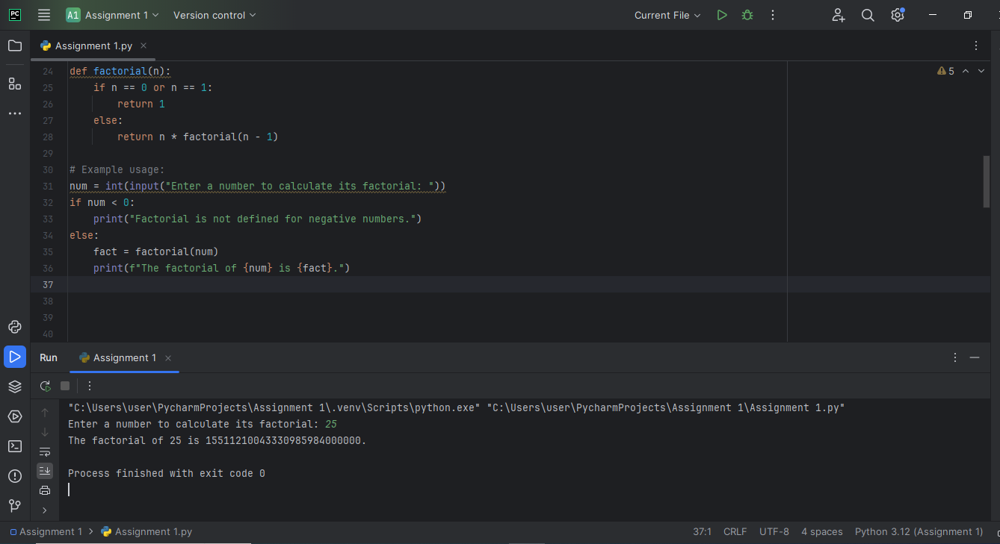 PC A1 Assignment 1 Version control Current File
Assignment 1.py
24 def factorial(n): 5
25 if n == 0 or n == 1:
26 return 1
27 else:
28 return n * factorial(n - 1)
29
30 # Example usage:
31 num = int(input("Enter a number to calculate its factorial: "))
32 if num < 0:
33 print("Factorial is not defined for negative numbers.")
34 else:
35 fact = factorial(num)
36 print(f"The factorial of {num} is {fact}.")
37
38
39
40
Run Assignment 1
"C:\Users\user\PycharmProjects\Assignment 1\.venv\Scripts\python.exe" "C:\Users\user\PycharmProjects\Assignment 1\Assignment 1.py"
Enter a number to calculate its factorial: 25
The factorial of 25 is 15511210043330985984000000.
Process finished with exit code 0
Assignment 1 > Assignment 1.py 37:1 CRLF UTF-8 4 spaces Python 3.12 (Assignment 1)